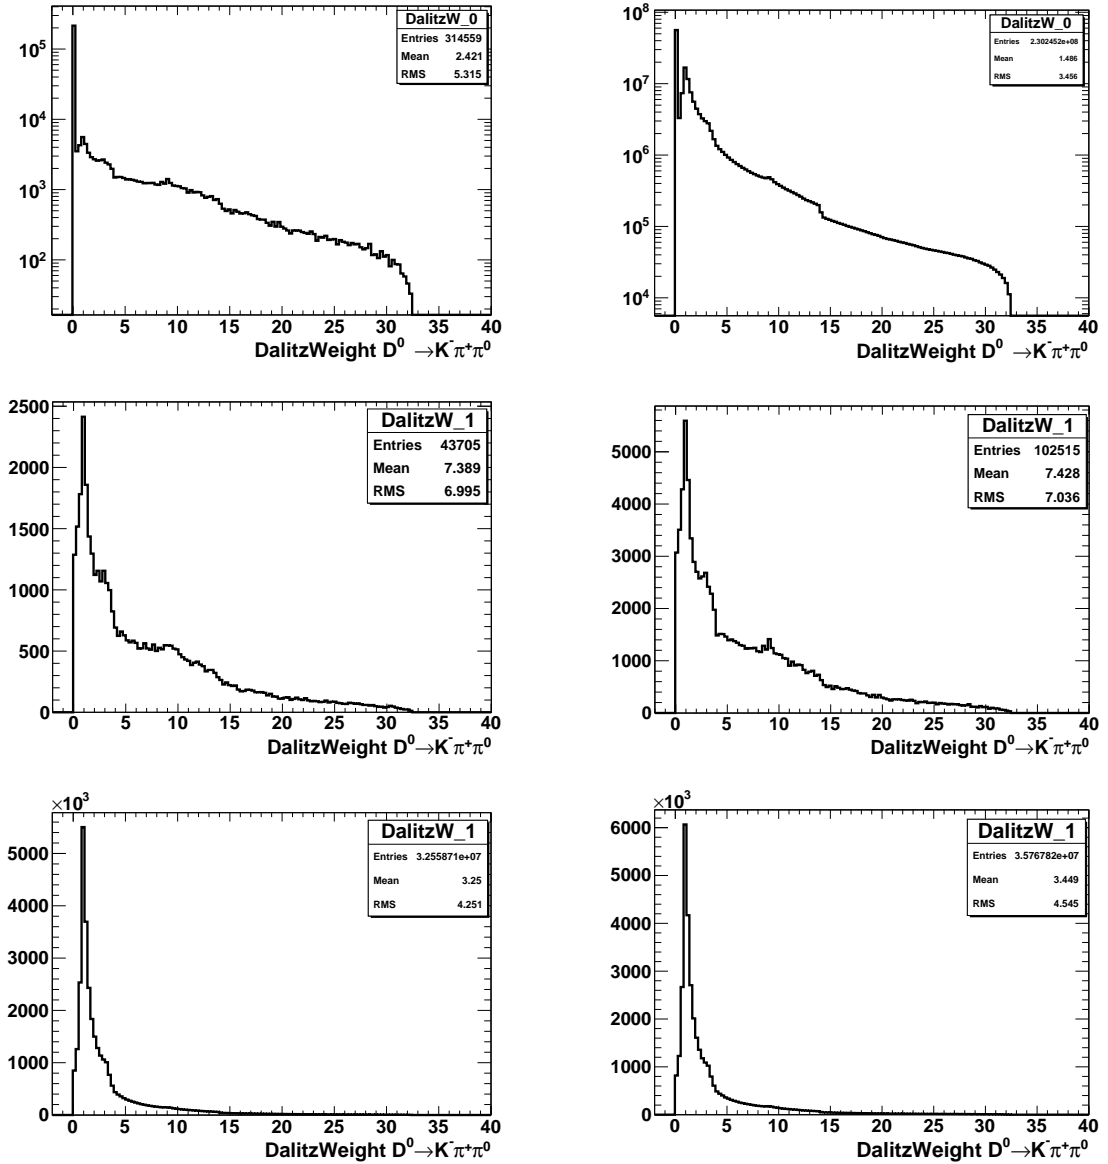 DalitzW_0
Entries 314559
Mean 2.421
RMS 5.315
10^5
10^4
10^3
10^2
0 5 10 15 20 25 30 35 40
DalitzWeight D^0 →K^-π^+π^0
DalitzW_0
Entries 2.302452e+08
Mean 1.486
RMS 3.456
10^8
10^7
10^6
10^5
10^4
0 5 10 15 20 25 30 35 40
DalitzWeight D^0 →K^-π^+π^0
DalitzW_1
Entries 43705
Mean 7.389
RMS 6.995
2500
2000
1500
1000
500
0
0 5 10 15 20 25 30 35 40
DalitzWeight D^0→K^-π^+π^0
DalitzW_1
Entries 102515
Mean 7.428
RMS 7.036
5000
4000
3000
2000
1000
0
0 5 10 15 20 25 30 35 40
DalitzWeight D^0→K^-π^+π^0
×10^3
DalitzW_1
Entries 3.255871e+07
Mean 3.25
RMS 4.251
5000
4000
3000
2000
1000
0
0 5 10 15 20 25 30 35 40
DalitzWeight D^0→K^-π^+π^0
×10^3
DalitzW_1
Entries 3.576782e+07
Mean 3.449
RMS 4.545
6000
5000
4000
3000
2000
1000
0
0 5 10 15 20 25 30 35 40
DalitzWeight D^0→K^-π^+π^0